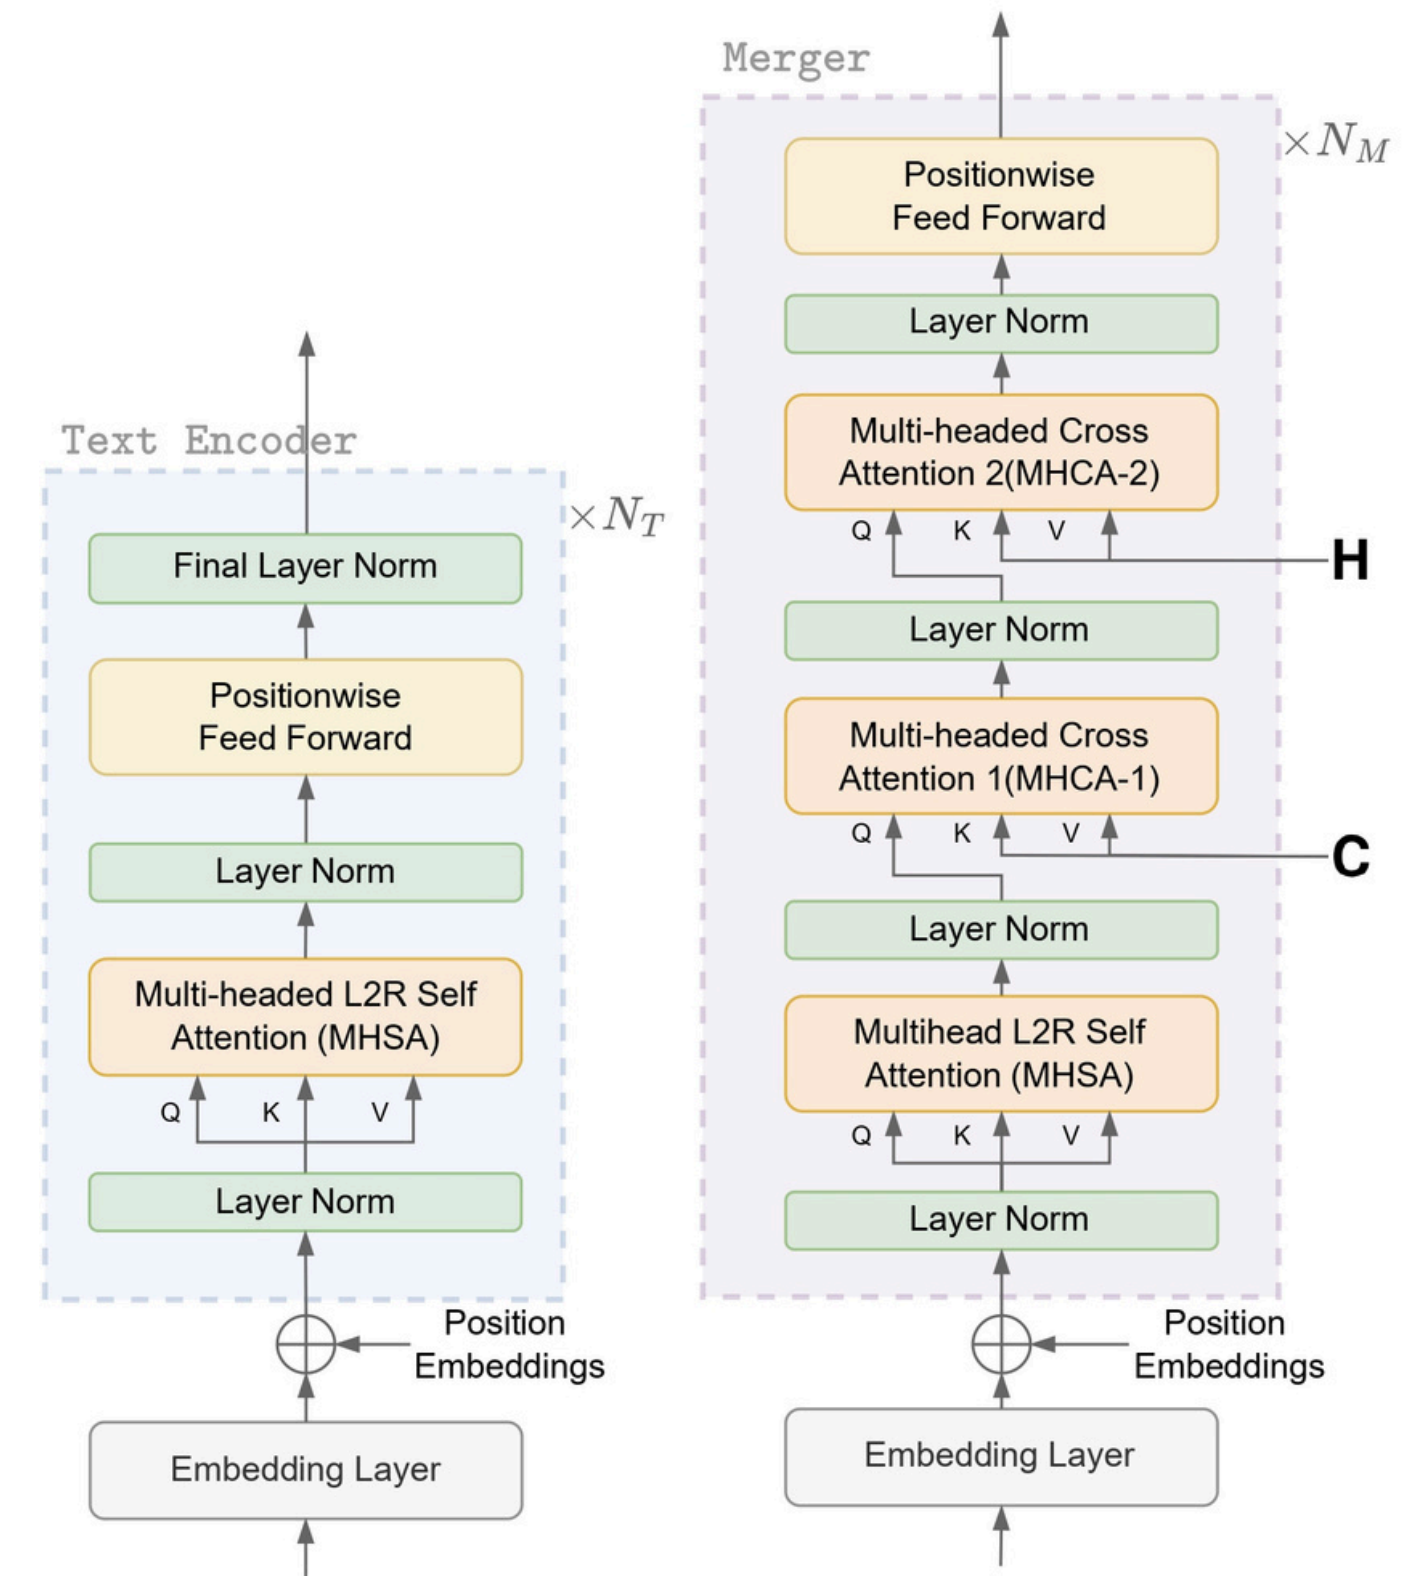 Text Encoder
×N_T
Final Layer Norm
Positionwise
Feed Forward
Layer Norm
Multi-headed L2R Self
Attention (MHSA)
Q K V
Layer Norm
Position
Embeddings
Embedding Layer
Merger
×N_M
Positionwise
Feed Forward
Layer Norm
Multi-headed Cross
Attention 2(MHCA-2)
Q K V
H
Layer Norm
Multi-headed Cross
Attention 1(MHCA-1)
Q K V
C
Layer Norm
Multihead L2R Self
Attention (MHSA)
Q K V
Layer Norm
Position
Embeddings
Embedding Layer